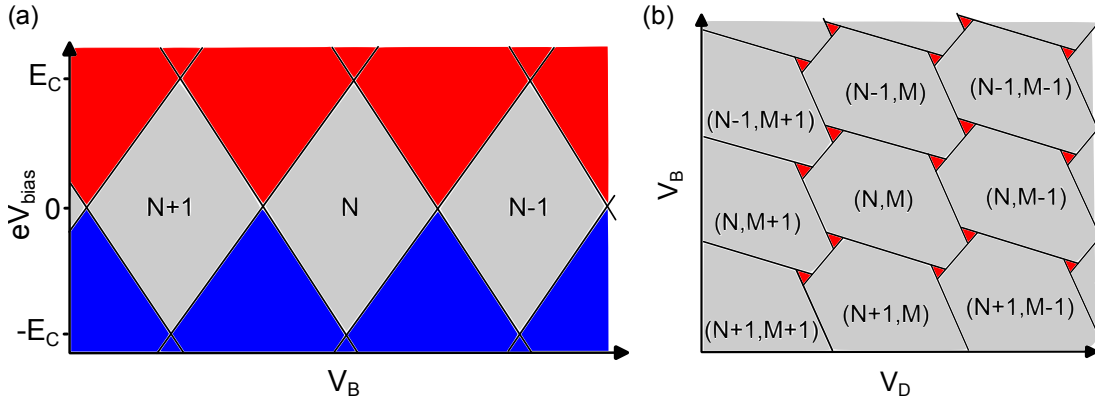 (a)
E_C
eV_bias
0
-E_C
N+1
N
N-1
V_B
(b)
V_B
(N-1,M+1)
(N-1,M)
(N-1,M-1)
(N,M+1)
(N,M)
(N,M-1)
(N+1,M+1)
(N+1,M)
(N+1,M-1)
V_D